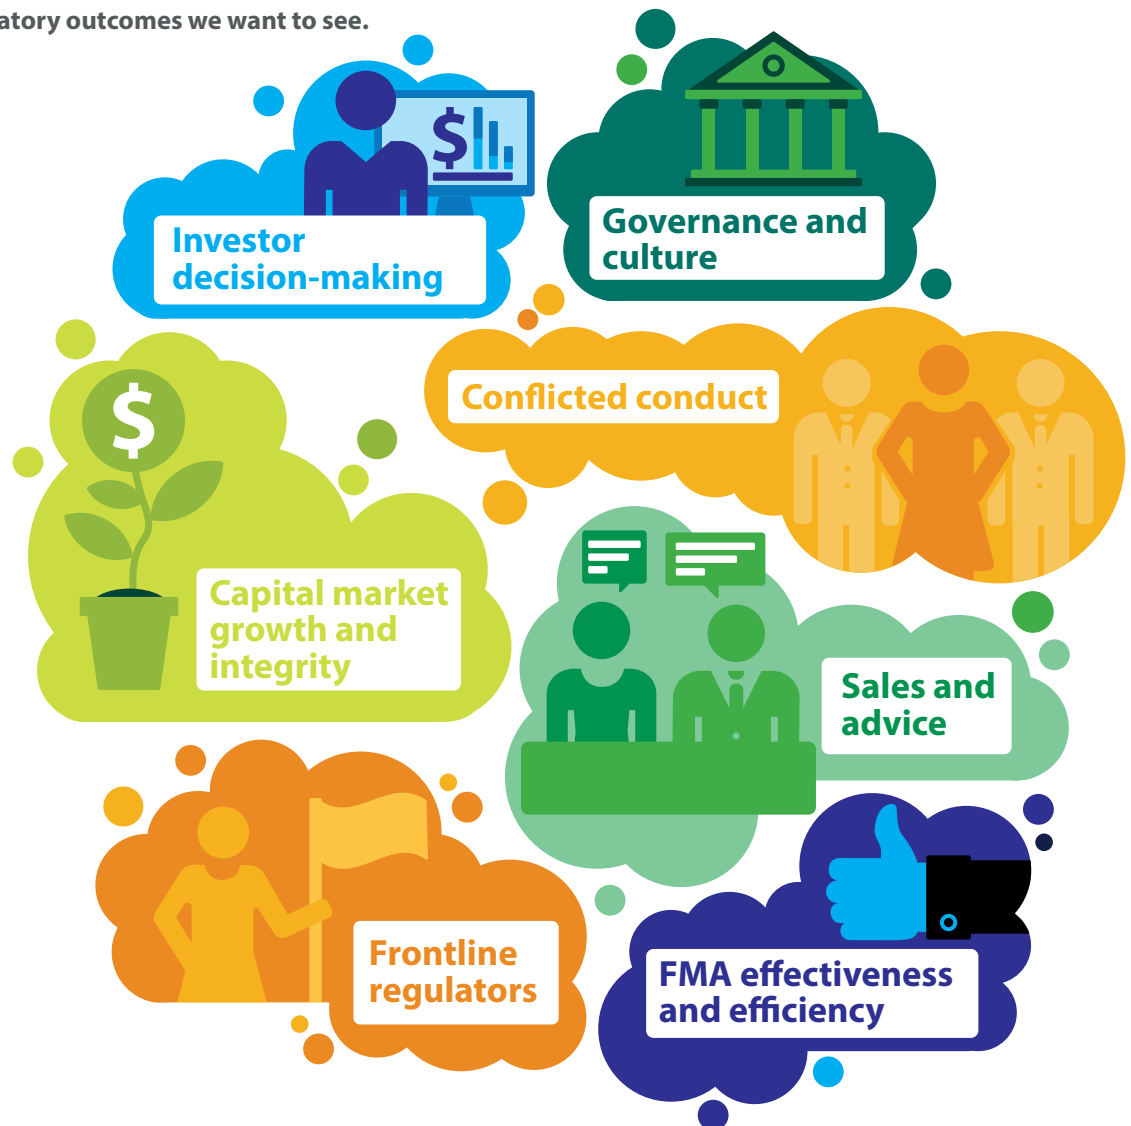 atory outcomes we want to see.
$
Investor
decision-making
Governance and
culture
Conflicted conduct
$
Capital market
growth and
integrity
Sales and
advice
Frontline
regulators
FMA effectiveness
and efficiency